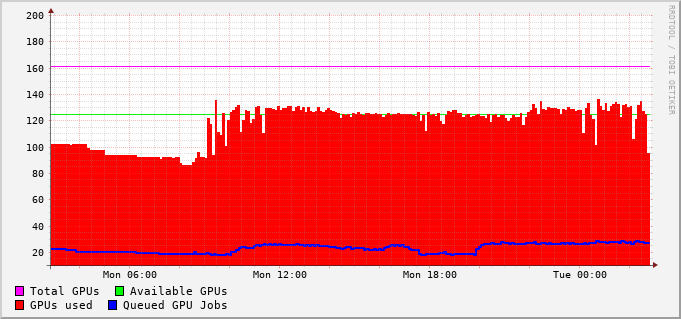 200
180
160
140
120
100
80
60
40
20
Mon 06:00 Mon 12:00 Mon 18:00 Tue 00:00
Total GPUs Available GPUs
GPUs used Queued GPU Jobs
RRDTOOL / TOBI OETIKER